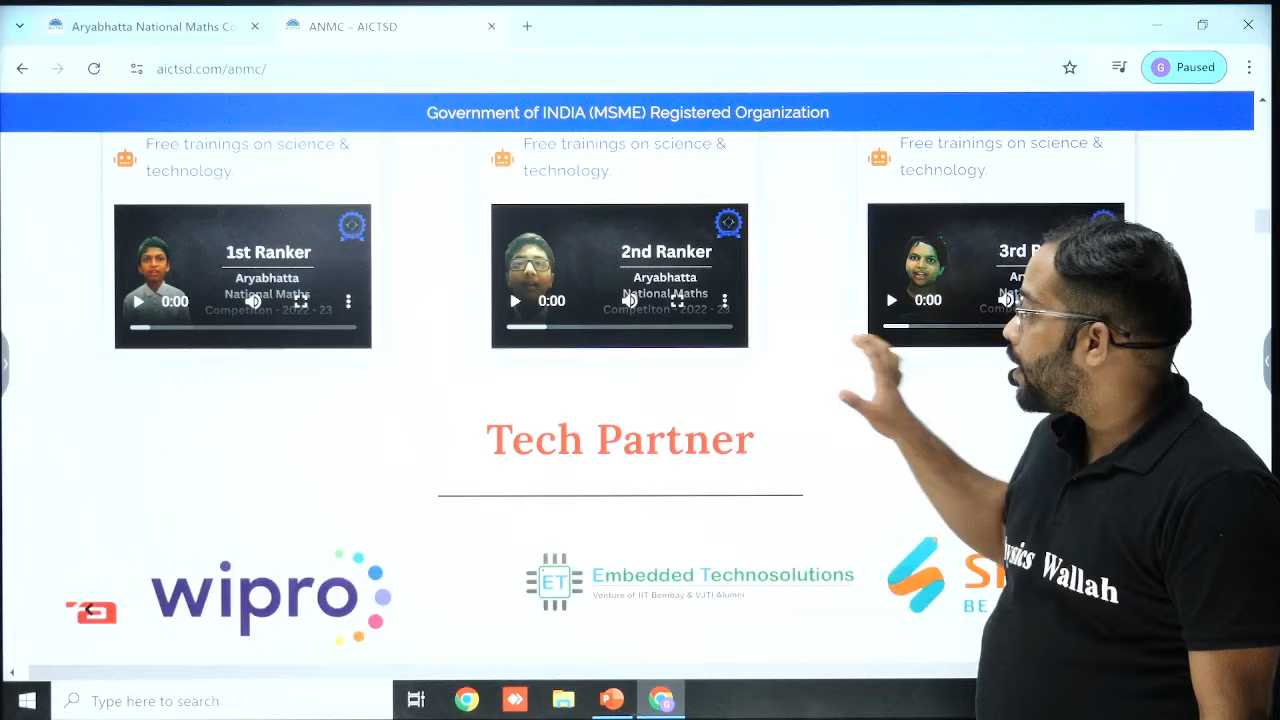 Aryabhatta National Maths Co
ANMC – AICTSD
aictsd.com/anmc/
G Paused
Government of INDIA (MSME) Registered Organization
Free trainings on science &
technology.
Free trainings on science &
technology.
Free trainings on science &
technology.
1st Ranker
Aryabhatta
National Maths
Competiton - 2022 - 23
0:00
2nd Ranker
Aryabhatta
National Maths
Competiton - 2022 - 23
0:00
3rd
0:00
Tech Partner
wipro
ET
Embedded Technosolutions
Venture of IIT Bombay & VJTI Alumni
BE
Wallah
Type here to search